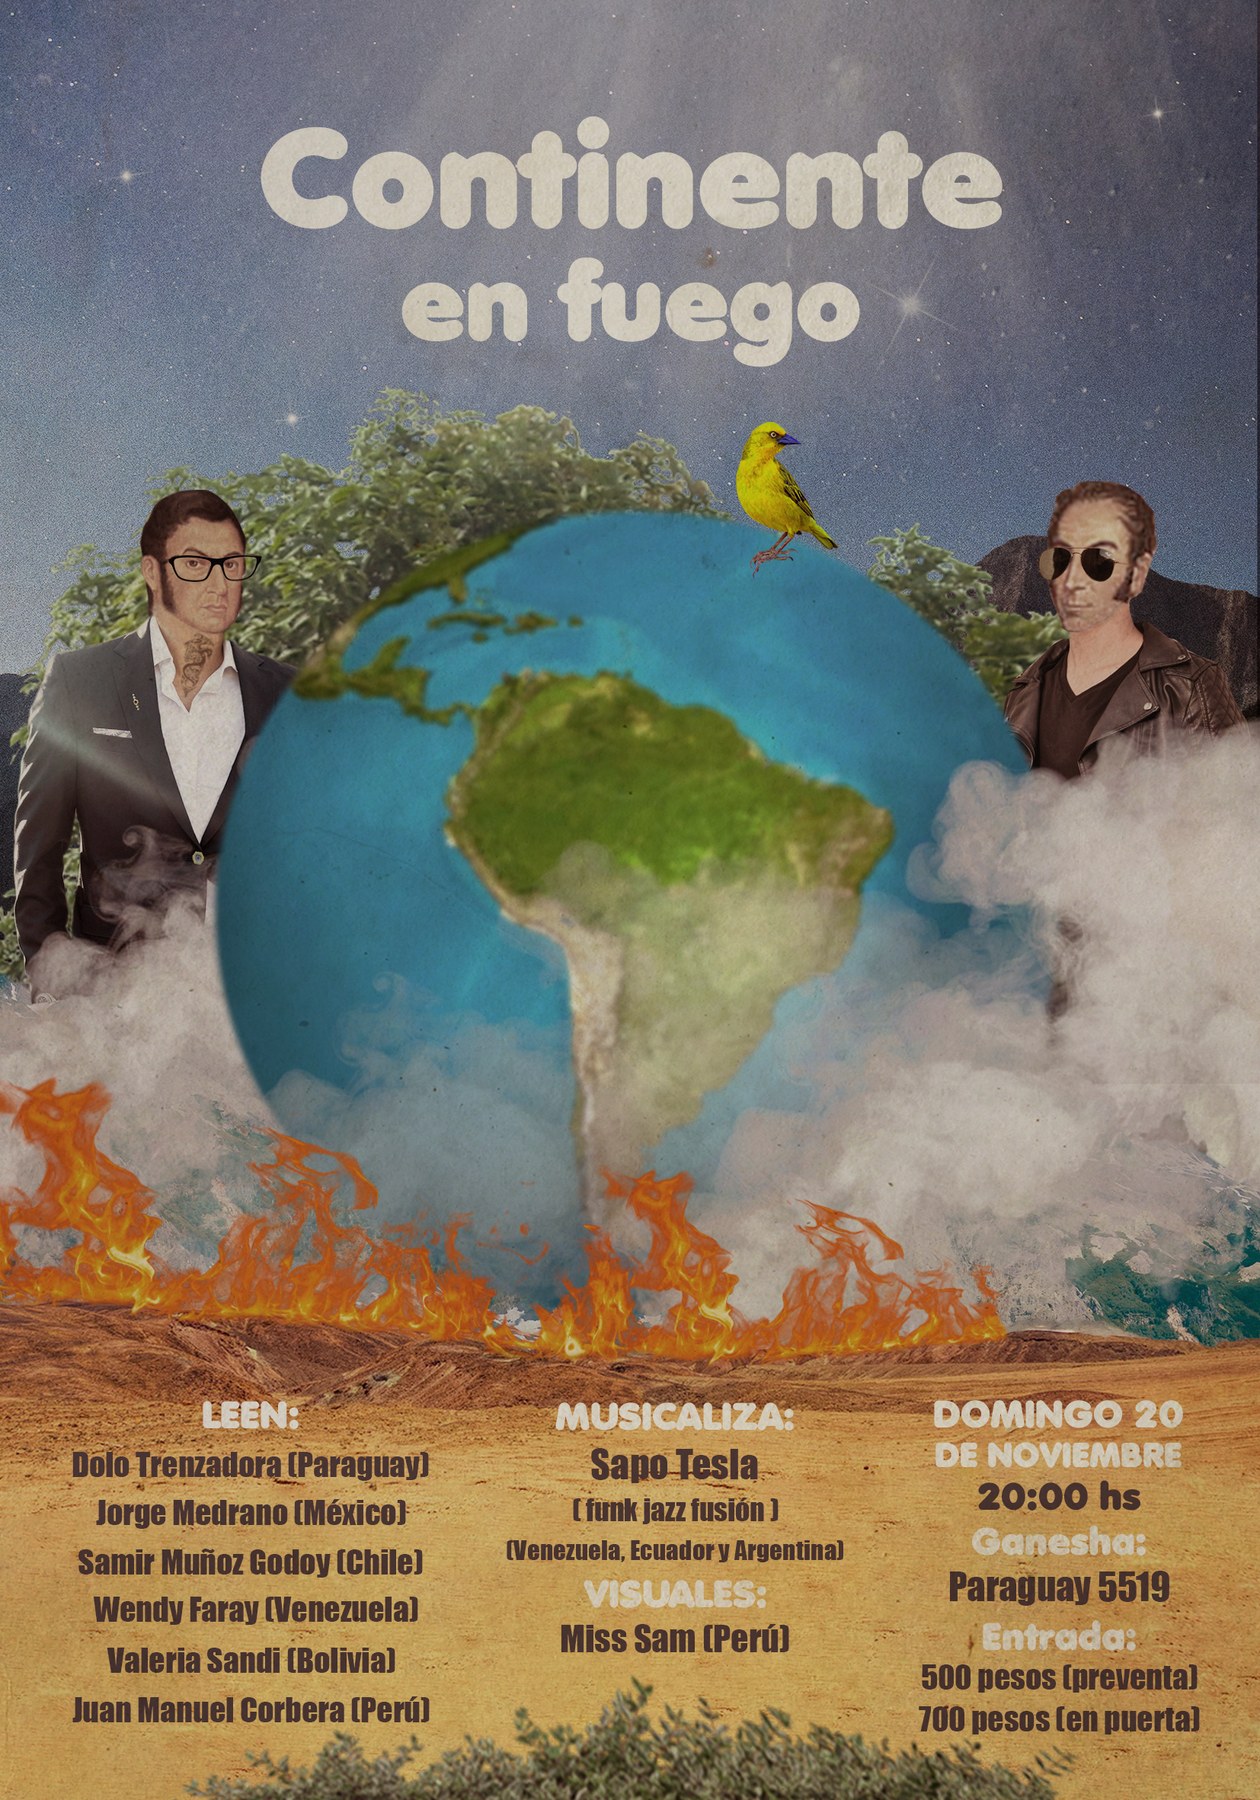 Continente
en fuego
LEEN:
Dolo Trenzadora (Paraguay)
Jorge Medrano (México)
Samir Muñoz Godoy (Chile)
Wendy Faray (Venezuela)
Valeria Sandi (Bolivia)
Juan Manuel Corbera (Perú)
MUSICALIZA:
Sapo Tesla
( funk jazz fusión )
(Venezuela, Ecuador y Argentina)
VISUALES:
Miss Sam (Perú)
DOMINGO 20
DE NOVIEMBRE
20:00 hs
Ganesha:
Paraguay 5519
Entrada:
500 pesos (preventa)
700 pesos (en puerta)